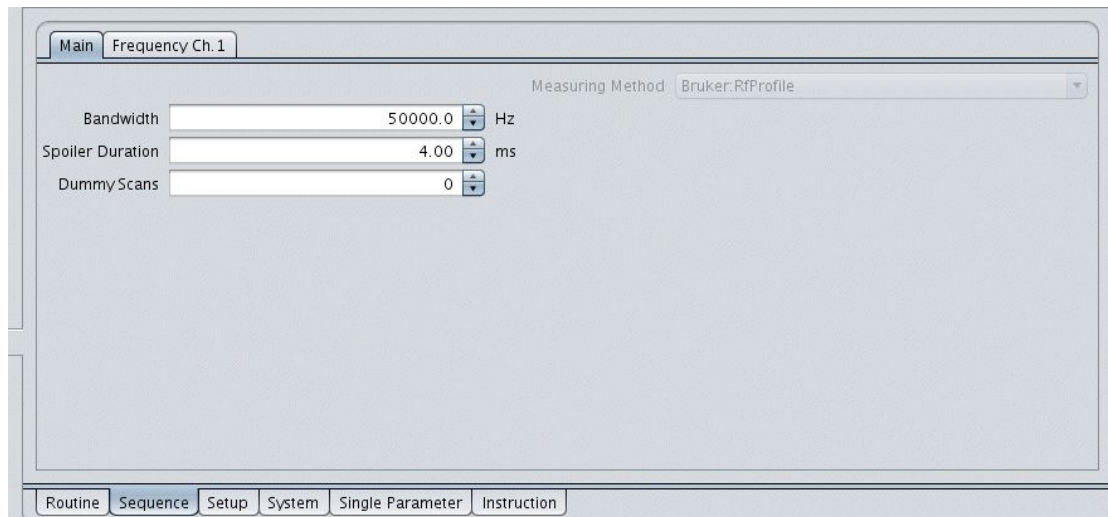 Main Frequency Ch. 1
Measuring Method Bruker:RfProfile
Bandwidth 50000.0 Hz
Spoiler Duration 4.00 ms
Dummy Scans 0
Routine Sequence Setup System Single Parameter Instruction